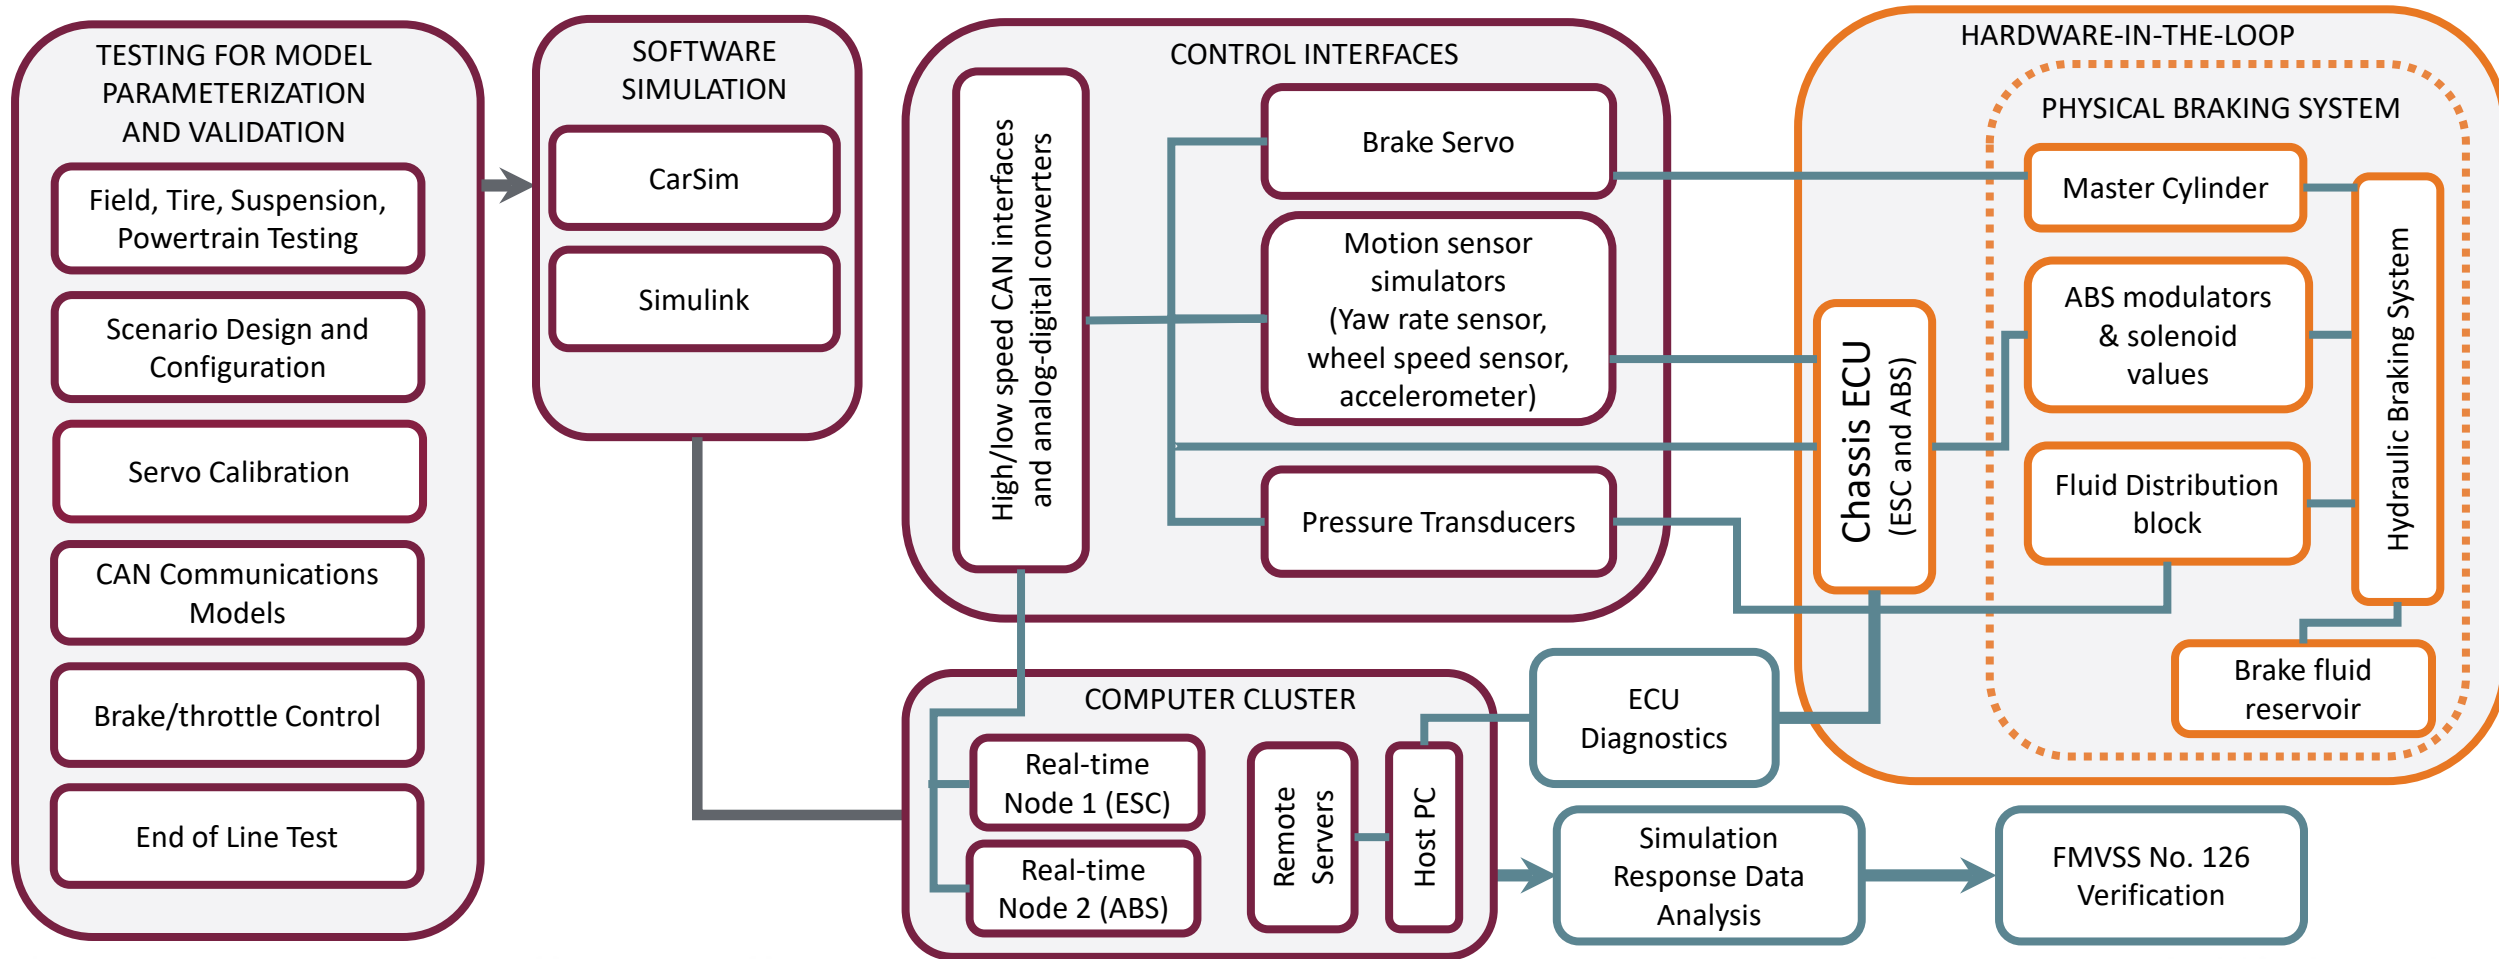 TESTING FOR MODEL
PARAMETERIZATION
AND VALIDATION
Field, Tire, Suspension,
Powertrain Testing
Scenario Design and
Configuration
Servo Calibration
CAN Communications
Models
Brake/throttle Control
End of Line Test
SOFTWARE
SIMULATION
CarSim
Simulink
CONTROL INTERFACES
High/low speed CAN interfaces
and analog-digital converters
Brake Servo
Motion sensor
simulators
(Yaw rate sensor,
wheel speed sensor,
accelerometer)
Pressure Transducers
HARDWARE-IN-THE-LOOP
Chassis ECU
(ESC and ABS)
PHYSICAL BRAKING SYSTEM
Master Cylinder
ABS modulators
& solenoid
values
Fluid Distribution
block
Hydraulic Braking System
Brake fluid
reservoir
COMPUTER CLUSTER
Real-time
Node 1 (ESC)
Real-time
Node 2 (ABS)
Remote
Servers
Host PC
ECU
Diagnostics
Simulation
Response Data
Analysis
FMVSS No. 126
Verification